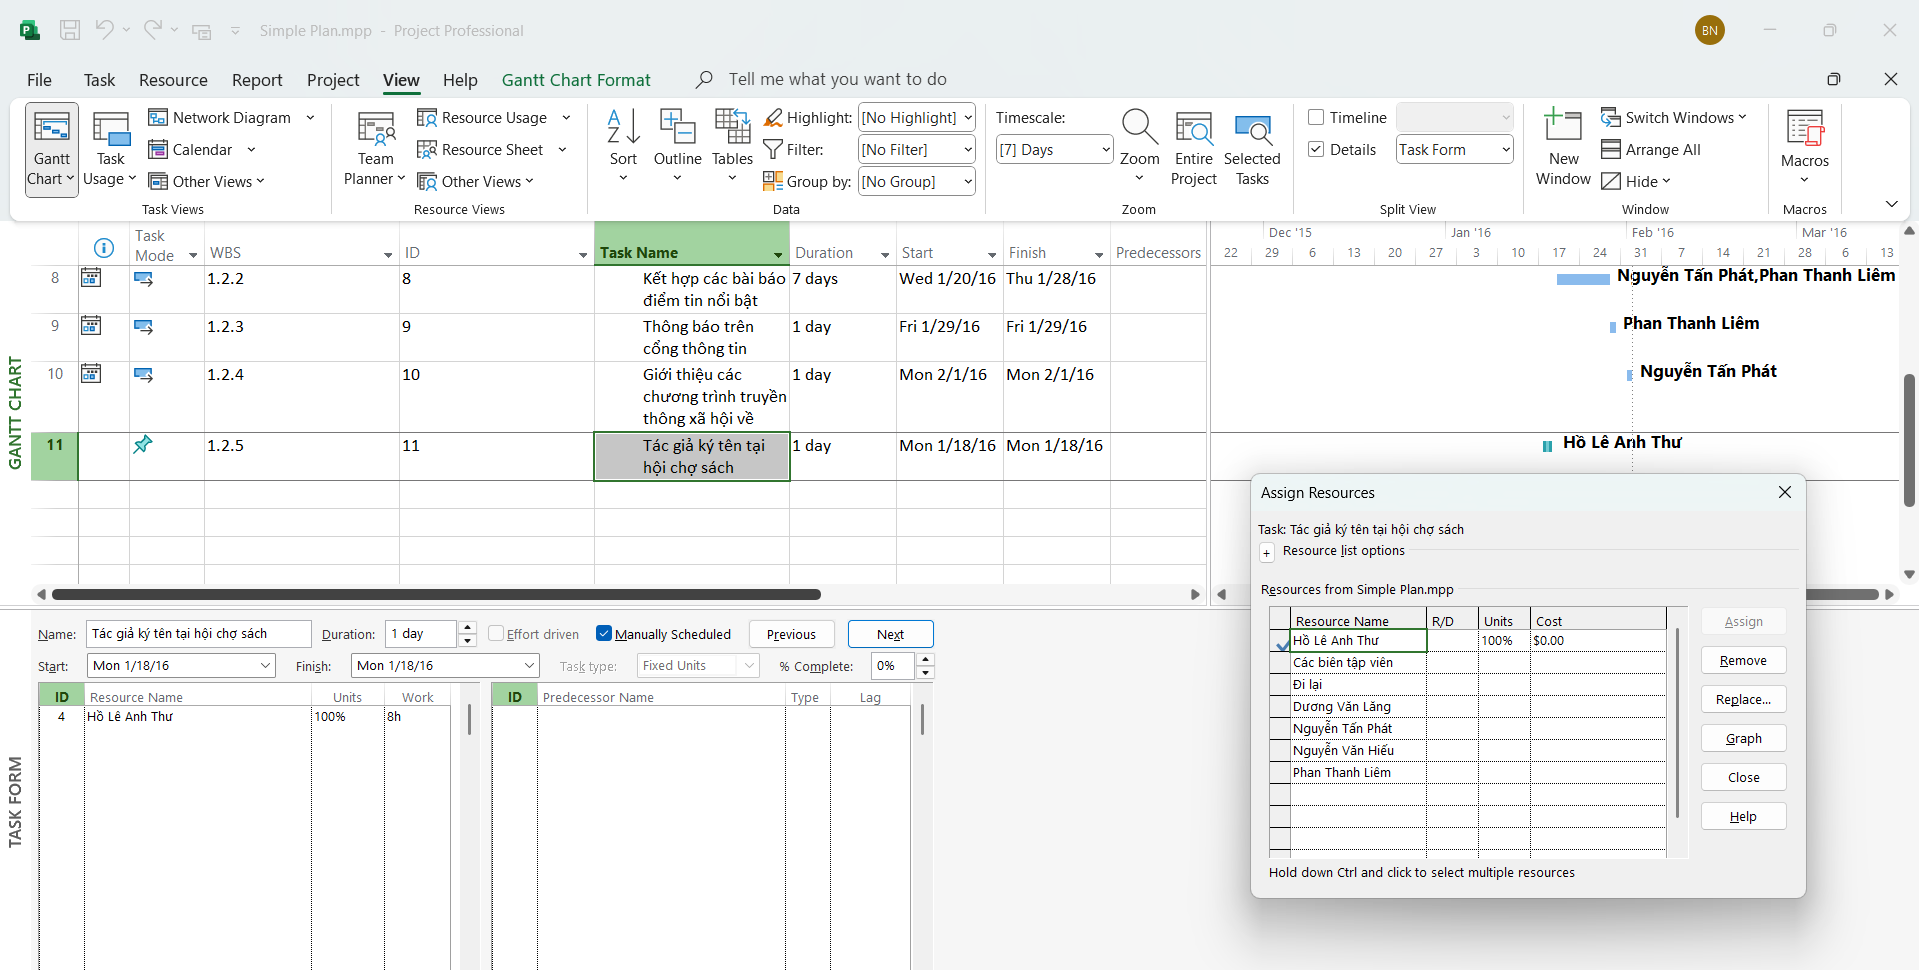 Simple Plan.mpp - Project Professional
BN
File Task Resource Report Project View Help Gantt Chart Format Tell me what you want to do
Gantt Chart
Task Usage
Network Diagram
Calendar
Other Views
Task Views
Team Planner
Resource Usage
Resource Sheet
Other Views
Resource Views
Sort
Outline
Tables
Highlight: [No Highlight]
Filter: [No Filter]
Group by: [No Group]
Data
Timescale:
[7] Days
Zoom
Entire Project
Selected Tasks
Zoom
Timeline
Details Task Form
Split View
New Window
Switch Windows
Arrange All
Hide
Window
Macros
Macros
GANTT CHART
Task Mode WBS ID Task Name Duration Start Finish Predecessors
Dec '15 Jan '16 Feb '16 Mar '16
22 29 6 13 20 27 3 10 17 24 31 7 14 21 28 6 13
8 1.2.2 8 Kết hợp các bài báo 7 days Wed 1/20/16 Thu 1/28/16 Nguyễn Tấn Phát,Phan Thanh Liêm
điểm tin nổi bật
9 1.2.3 9 Thông báo trên 1 day Fri 1/29/16 Fri 1/29/16 Phan Thanh Liêm
cổng thông tin
10 1.2.4 10 Giới thiệu các 1 day Mon 2/1/16 Mon 2/1/16 Nguyễn Tấn Phát
chương trình truyền
thông xã hội về
11 1.2.5 11 Tác giả ký tên tại 1 day Mon 1/18/16 Mon 1/18/16 Hồ Lê Anh Thư
hội chợ sách
TASK FORM
Name: Tác giả ký tên tại hội chợ sách Duration: 1 day Effort driven Manually Scheduled Previous Next
Start: Mon 1/18/16 Finish: Mon 1/18/16 Task type: Fixed Units % Complete: 0%
ID Resource Name Units Work ID Predecessor Name Type Lag
4 Hồ Lê Anh Thư 100% 8h
Assign Resources
Task: Tác giả ký tên tại hội chợ sách
+ Resource list options
Resources from Simple Plan.mpp
Resource Name R/D Units Cost
Hồ Lê Anh Thư 100% $0.00
Các biên tập viên
Đi lại
Dương Văn Lăng
Nguyễn Tấn Phát
Nguyễn Văn Hiếu
Phan Thanh Liêm
Assign
Remove
Replace...
Graph
Close
Help
Hold down Ctrl and click to select multiple resources